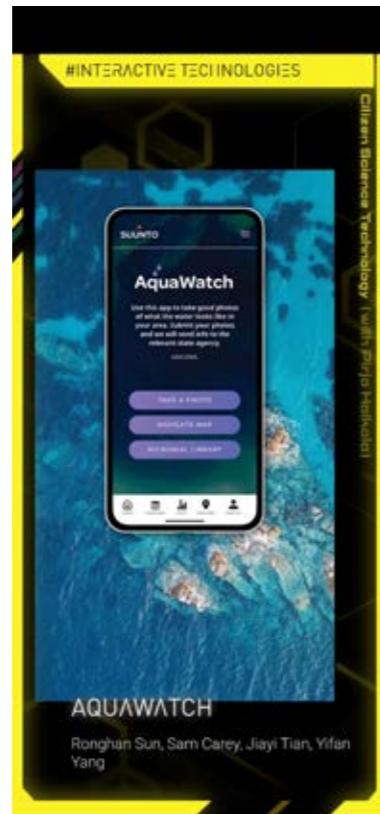 #INTERACTIVE TECHNOLOGIES
Citizen Science Technology (with Pirjo Haikola)
SUUNTO
AquaWatch
Use this app to take good photos
of what the water looks like in
your area. Submit your photos
and we will send info to the
relevant state agency.
TAKE A PHOTO
NAVIGATE MAP
LIBRARY
AQUAWATCH
Ronghan Sun, Sam Carey, Jiayi Tian, Yifan
Yang